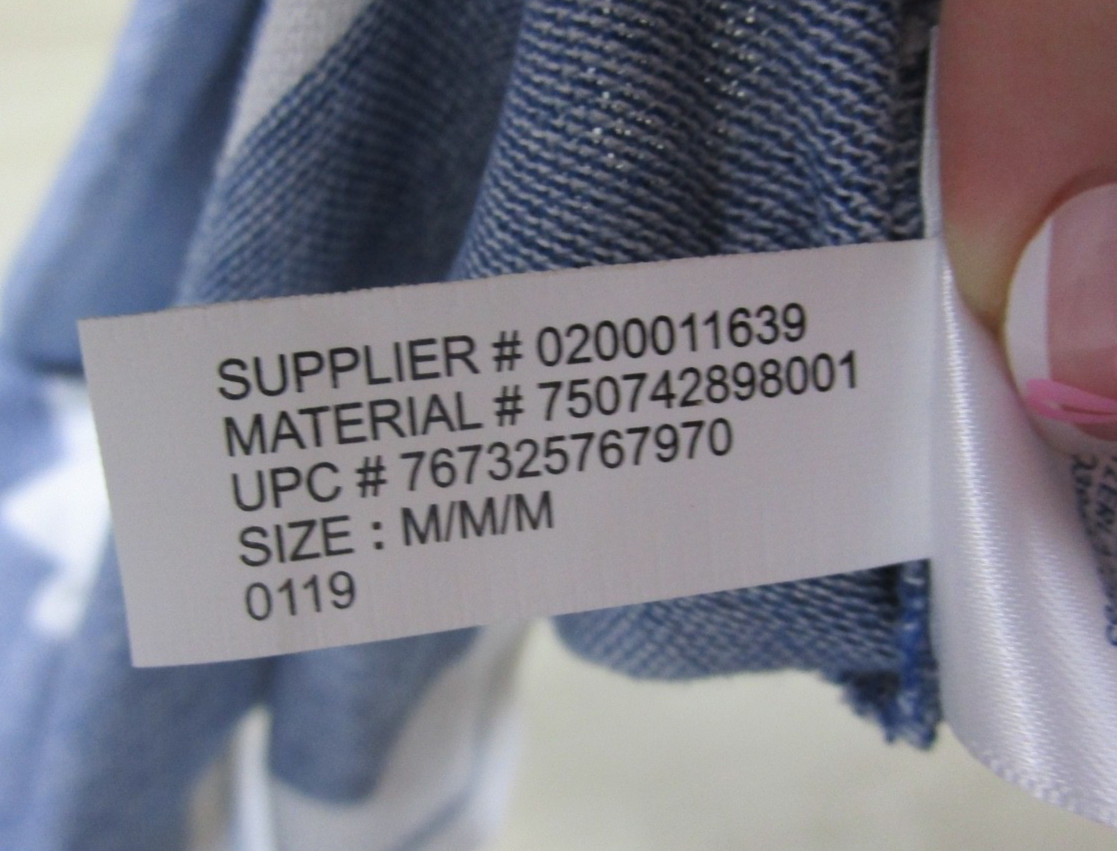 SUPPLIER # 0200011639
MATERIAL # 750742898001
UPC # 767325767970
SIZE : M/M/M
0119